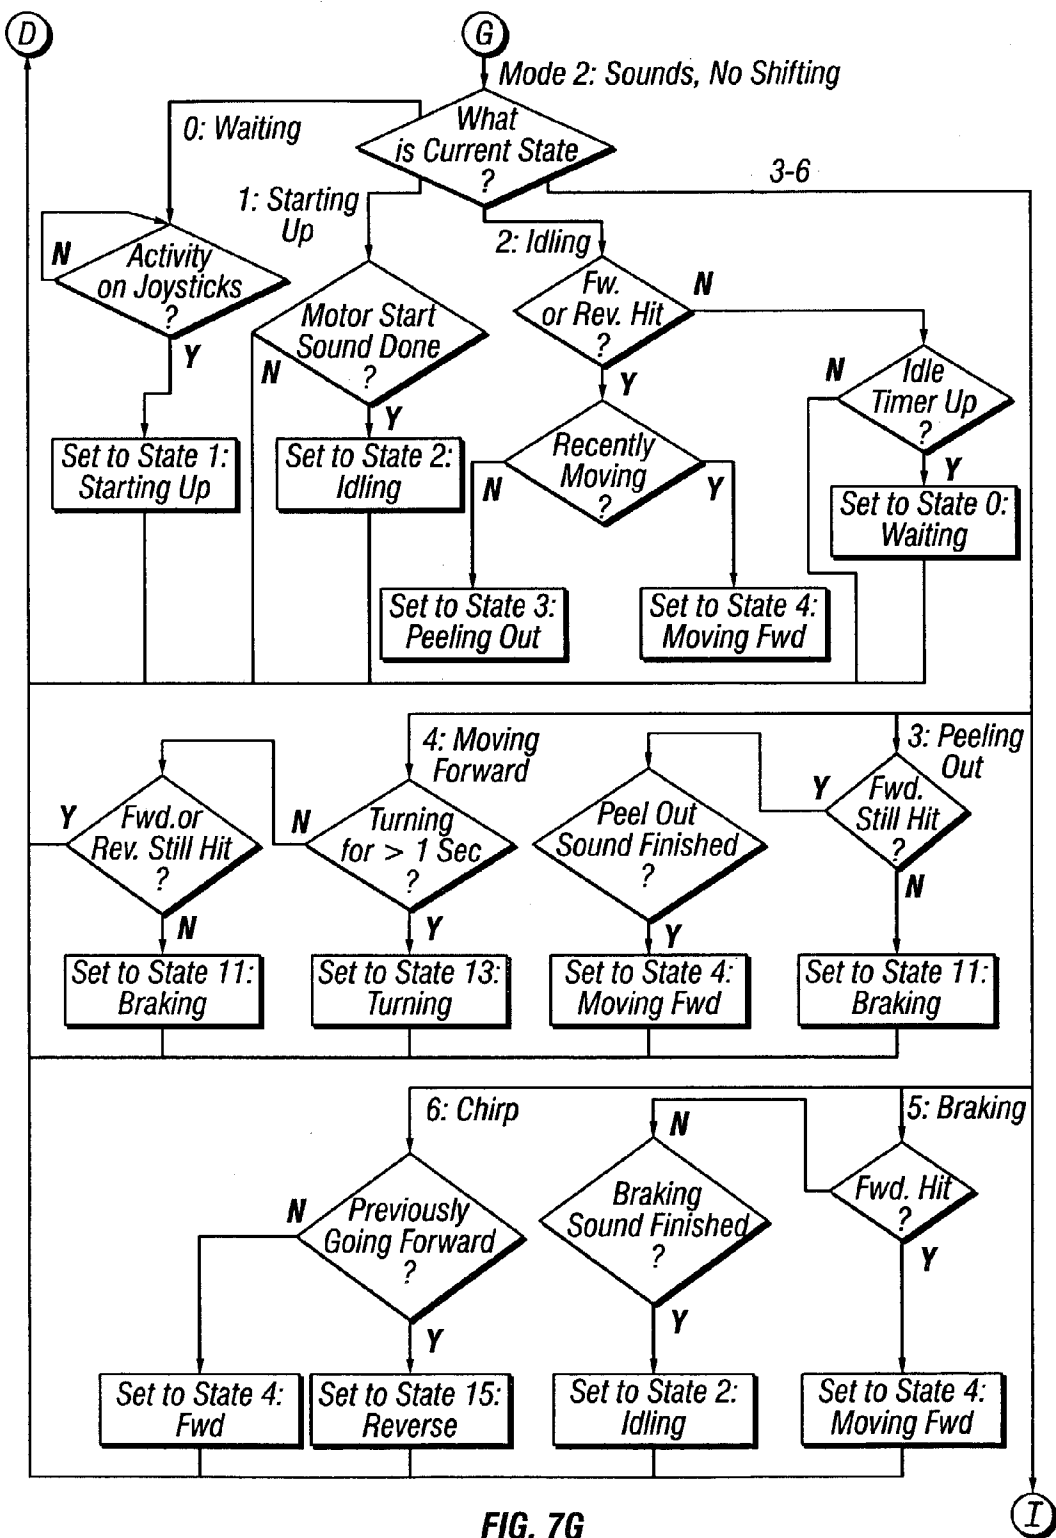 D
G
Mode 2: Sounds, No Shifting
What
is Current State
?
0: Waiting
3-6
1: Starting
Up
2: Idling
N
Activity
on Joysticks
?
Y
Motor Start
Sound Done
?
N
Y
Fw.
or Rev. Hit
?
N
Y
Idle
Timer Up
?
N
Y
Recently
Moving
?
N
Y
Set to State 1:
Starting Up
Set to State 2:
Idling
Set to State 0:
Waiting
Set to State 3:
Peeling Out
Set to State 4:
Moving Fwd
4: Moving
Forward
3: Peeling
Out
Y
Fwd.or
Rev. Still Hit
?
N
N
Turning
for > 1 Sec
?
Y
Peel Out
Sound Finished
?
Y
Y
Fwd.
Still Hit
?
N
Set to State 11:
Braking
Set to State 13:
Turning
Set to State 4:
Moving Fwd
Set to State 11:
Braking
6: Chirp
5: Braking
N
Previously
Going Forward
?
Y
N
Braking
Sound Finished
?
Y
Fwd. Hit
?
Y
Set to State 4:
Fwd
Set to State 15:
Reverse
Set to State 2:
Idling
Set to State 4:
Moving Fwd
I
FIG. 7G